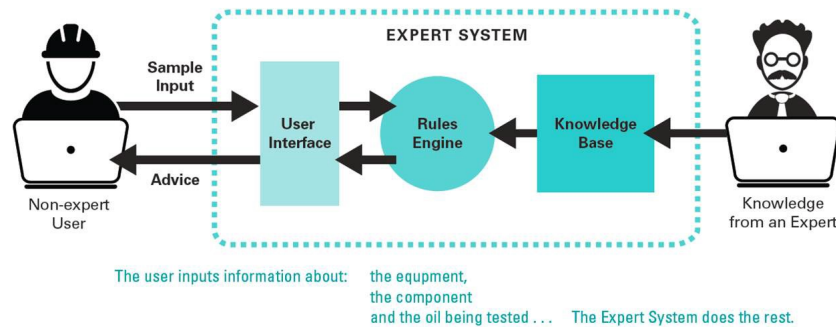 EXPERT SYSTEM
Sample
Input
User
Interface
Rules
Engine
Knowledge
Base
Advice
Non-expert
User
Knowledge
from an Expert
The user inputs information about: the equpment,
the component
and the oil being tested . . . The Expert System does the rest.